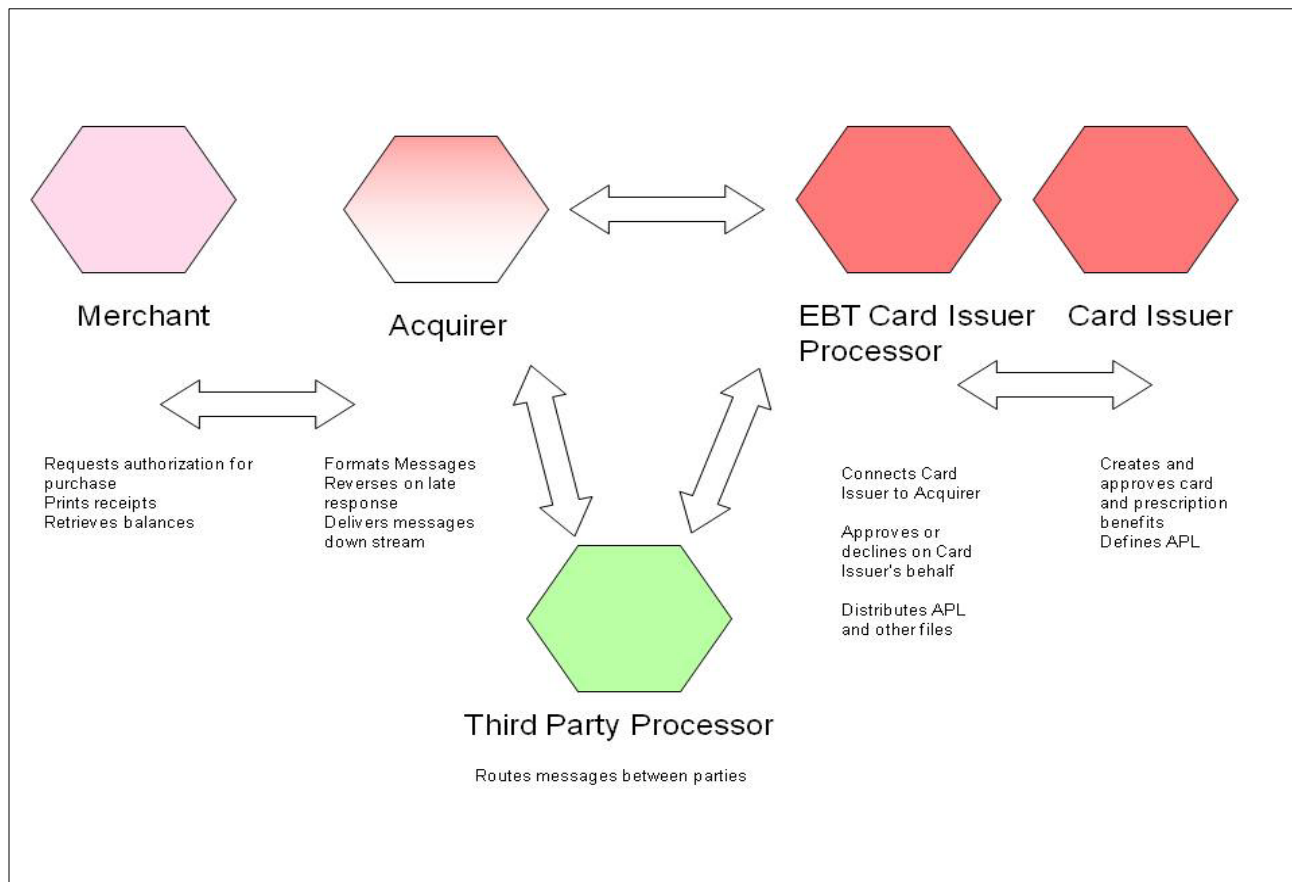 Merchant
Acquirer
EBT Card Issuer
Processor
Card Issuer
Requests authorization for
purchase
Prints receipts
Retrieves balances
Formats Messages
Reverses on late
response
Delivers messages
down stream
Connects Card
Issuer to Acquirer
Approves or
declines on Card
Issuer's behalf
Distributes APL
and other files
Creates and
approves card
and prescription
benefits
Defines APL
Third Party Processor
Routes messages between parties